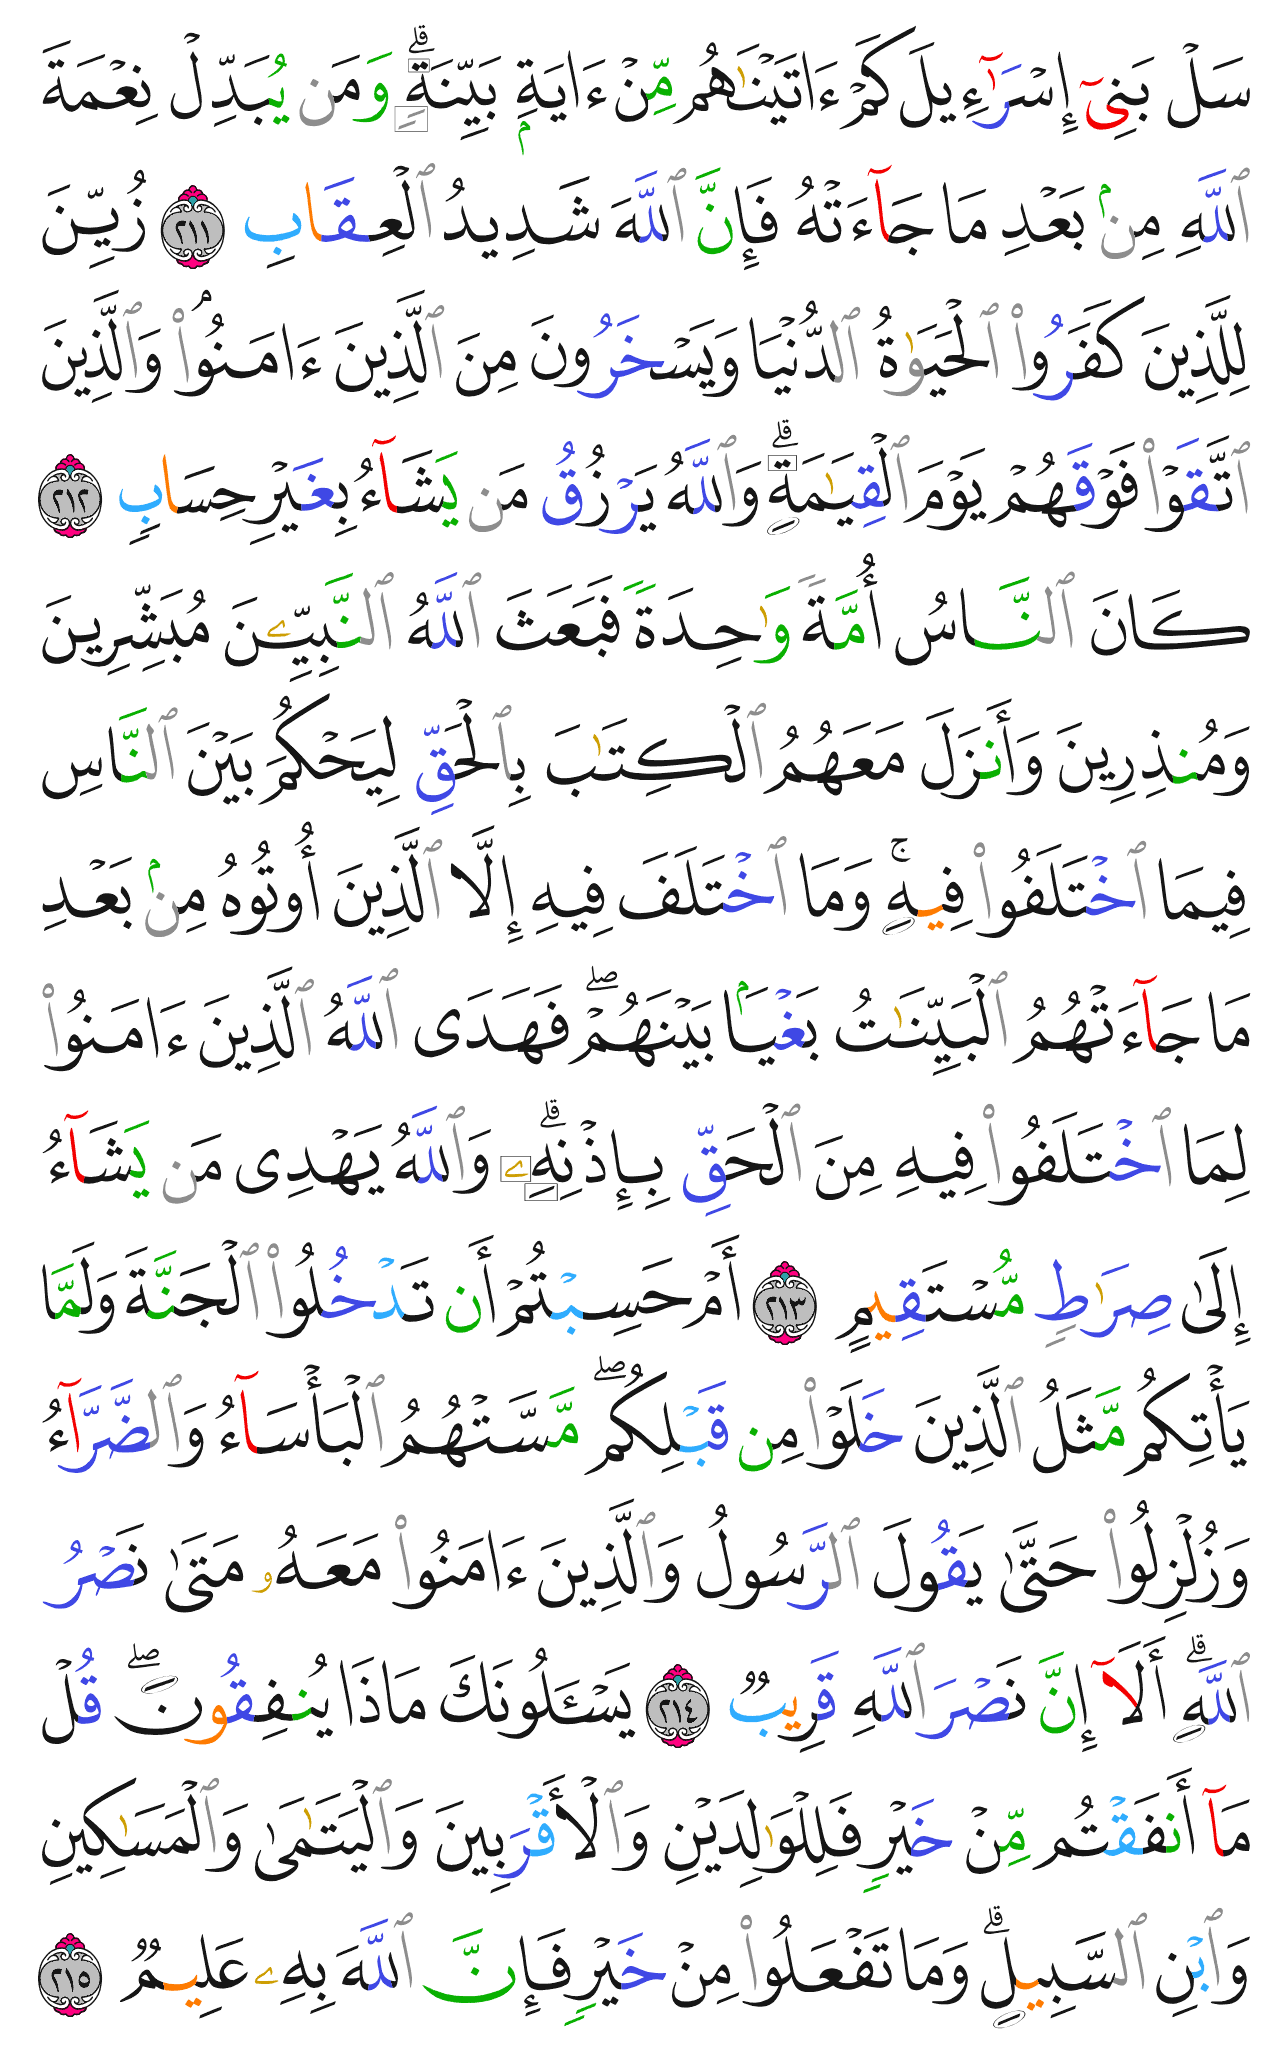 سَلْ بَنِىٓ إِسْرَٰٓءِيلَ كَمْ ءَاتَيْنَٰهُم مِّنْ ءَايَةٍۭ بَيِّنَةٍۗ وَمَن يُبَدِّلْ نِعْمَةَ
ٱللَّهِ مِنۢ بَعْدِ مَا جَآءَتْهُ فَإِنَّ ٱللَّهَ شَدِيدُ ٱلْعِقَابِ ٢١١ زُيِّنَ
لِلَّذِينَ كَفَرُوا۟ ٱلْحَيَوٰةُ ٱلدُّنْيَا وَيَسْخَرُونَ مِنَ ٱلَّذِينَ ءَامَنُوا۟ۘ وَٱلَّذِينَ
ٱتَّقَوْا۟ فَوْقَهُمْ يَوْمَ ٱلْقِيَٰمَةِۗ وَٱللَّهُ يَرْزُقُ مَن يَشَآءُ بِغَيْرِ حِسَابٍ ٢١٢
كَانَ ٱلنَّاسُ أُمَّةً وَٰحِدَةً فَبَعَثَ ٱللَّهُ ٱلنَّبِيِّـۧنَ مُبَشِّرِينَ
وَمُنذِرِينَ وَأَنزَلَ مَعَهُمُ ٱلْكِتَٰبَ بِٱلْحَقِّ لِيَحْكُمَ بَيْنَ ٱلنَّاسِ
فِيمَا ٱخْتَلَفُوا۟ فِيهِۚ وَمَا ٱخْتَلَفَ فِيهِ إِلَّا ٱلَّذِينَ أُوتُوهُ مِنۢ بَعْدِ
مَا جَآءَتْهُمُ ٱلْبَيِّنَٰتُ بَغْيَۢا بَيْنَهُمْۖ فَهَدَى ٱللَّهُ ٱلَّذِينَ ءَامَنُوا۟
لِمَا ٱخْتَلَفُوا۟ فِيهِ مِنَ ٱلْحَقِّ بِإِذْنِهِۦۗ وَٱللَّهُ يَهْدِى مَن يَشَآءُ
إِلَىٰ صِرَٰطٍ مُّسْتَقِيمٍ ٢١٣ أَمْ حَسِبْتُمْ أَن تَدْخُلُوا۟ ٱلْجَنَّةَ وَلَمَّا
يَأْتِكُم مَّثَلُ ٱلَّذِينَ خَلَوْا۟ مِن قَبْلِكُمۖ مَّسَّتْهُمُ ٱلْبَأْسَآءُ وَٱلضَّرَّآءُ
وَزُلْزِلُوا۟ حَتَّىٰ يَقُولَ ٱلرَّسُولُ وَٱلَّذِينَ ءَامَنُوا۟ مَعَهُۥ مَتَىٰ نَصْرُ
ٱللَّهِۗ أَلَآ إِنَّ نَصْرَ ٱللَّهِ قَرِيبٌ ٢١٤ يَسْـَٔلُونَكَ مَاذَا يُنفِقُونَۖ قُلْ
مَآ أَنفَقْتُم مِّنْ خَيْرٍ فَلِلْوَٰلِدَيْنِ وَٱلْأَقْرَبِينَ وَٱلْيَتَٰمَىٰ وَٱلْمَسَٰكِينِ
وَٱبْنِ ٱلسَّبِيلِۗ وَمَا تَفْعَلُوا۟ مِنْ خَيْرٍ فَإِنَّ ٱللَّهَ بِهِۦ عَلِيمٌ ٢١٥